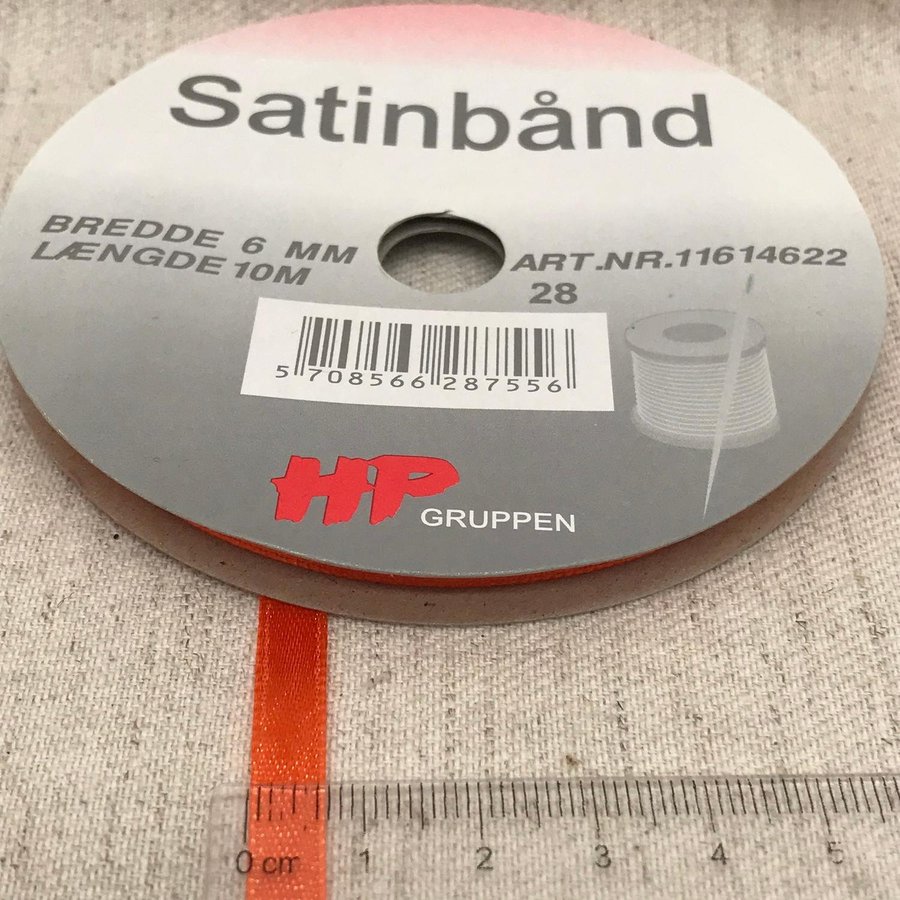 Satinbånd
BREDDE 6 MM
LÆNGDE 10M
ART.NR.11614622
28
5 708566 287556
HP
GRUPPEN
0 cm 1 2 3 4 5